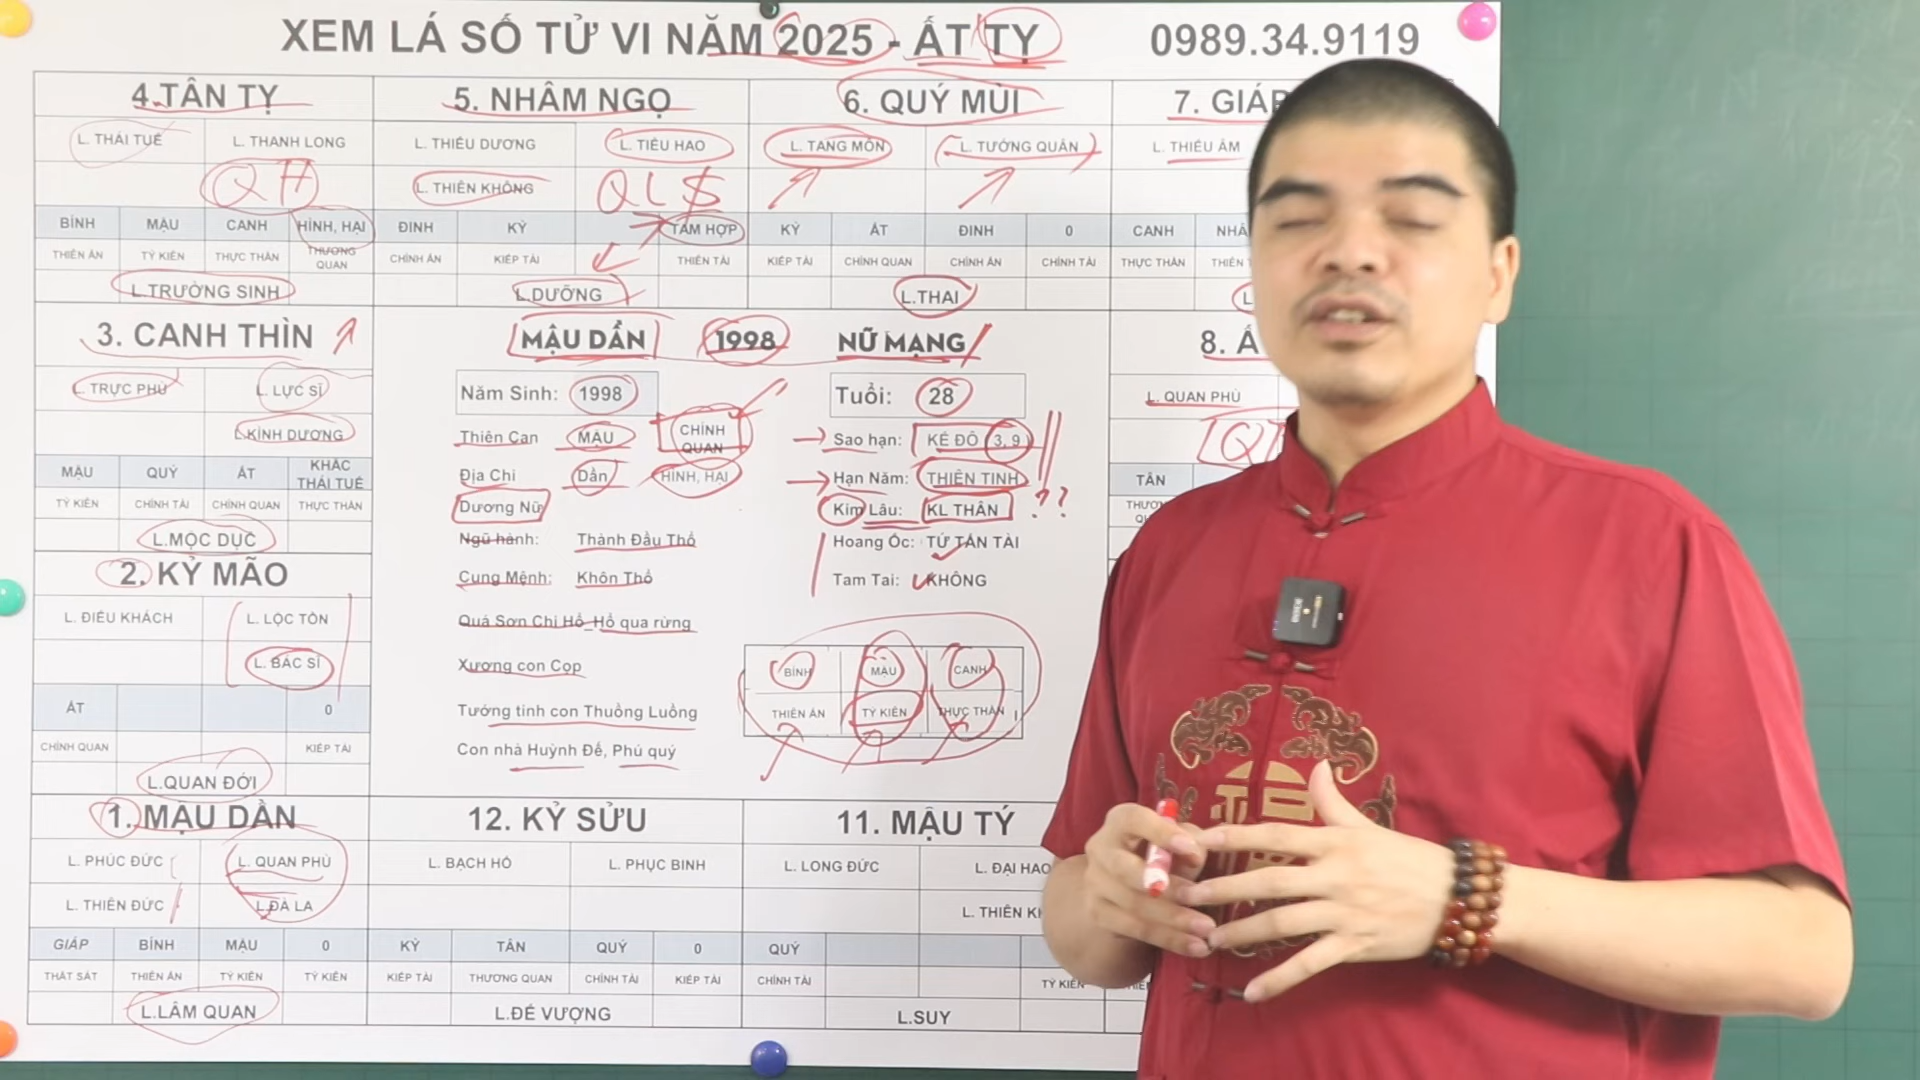 XEM LÁ SỐ TỬ VI NĂM 2025 - ẤT TỴ 0989.34.9119
4.TÂN TỴ
L. THÁI TUẾ L. THANH LONG
QH
BÍNH MẬU CANH HÌNH, HẠI
THIÊN ẤN TỶ KIÊN THỰC THẦN THƯƠNG QUAN
L.TRƯỜNG SINH
5. NHÂM NGỌ
L. THIẾU DƯƠNG L. TIỂU HAO
L. THIÊN KHÔNG QL$
ĐINH KỶ TAM HỢP
CHÍNH ẤN KIẾP TÀI THIÊN TÀI
L.DƯỠNG
6. QUÝ MÙI
L. TANG MÔN L. TƯỚNG QUÂN
KỶ ẤT ĐINH 0
KIẾP TÀI CHÍNH QUAN CHÍNH ẤN CHÍNH TÀI
L.THAI
7. GIÁP
L. THIẾU ÂM
CANH NHÂ
THỰC THẦN THIÊN
L
3. CANH THÌN
L. TRỰC PHÙ L. LỰC SĨ
L.KÌNH DƯƠNG
MẬU QUÝ ẤT KHẮC THÁI TUẾ
TỶ KIÊN CHÍNH TÀI CHÍNH QUAN THỰC THẦN
L.MỘC DỤC
2. KỶ MÃO
L. ĐIẾU KHÁCH L. LỘC TỒN
L. BÁC SĨ
ẤT 0
CHÍNH QUAN KIẾP TÀI
L.QUAN ĐỚI
MẬU DẦN 1998 NỮ MẠNG
Năm Sinh: 1998
Thiên Can MẬU CHÍNH QUAN
Địa Chi Dần HÌNH, HẠI
Dương Nữ
Ngũ hành: Thành Đầu Thổ
Cung Mệnh: Khôn Thổ
Quá Sơn Chi Hổ_Hổ qua rừng
Xương con Cọp
Tướng tinh con Thuồng Luồng
Con nhà Huỳnh Đế, Phú quý
Tuổi: 28
Sao hạn: KẾ ĐÔ 3, 9
Hạn Năm: THIÊN TINH
Kim Lâu: KL THÂN ??
Hoang Ốc: TỨ TẤN TÀI
Tam Tai: KHÔNG
BÍNH MẬU CANH
THIÊN ẤN TỶ KIÊN THỰC THẦN
8. Ấ
L. QUAN PHÙ
TÂN
1. MẬU DẦN
L. PHÚC ĐỨC L. QUAN PHỦ
L. THIÊN ĐỨC L.ĐÀ LA
GIÁP BÍNH MẬU 0
THẤT SÁT THIÊN ẤN TỶ KIÊN TỶ KIÊN
L.LÂM QUAN
12. KỶ SỬU
L. BẠCH HỔ L. PHỤC BINH
KỶ TÂN QUÝ 0
KIẾP TÀI THƯƠNG QUAN CHÍNH TÀI KIẾP TÀI
L.ĐẾ VƯỢNG
11. MẬU TÝ
L. LONG ĐỨC L. ĐẠI HAO
L. THIÊN KH
QUÝ
CHÍNH TÀI TỶ KIÊN
L.SUY